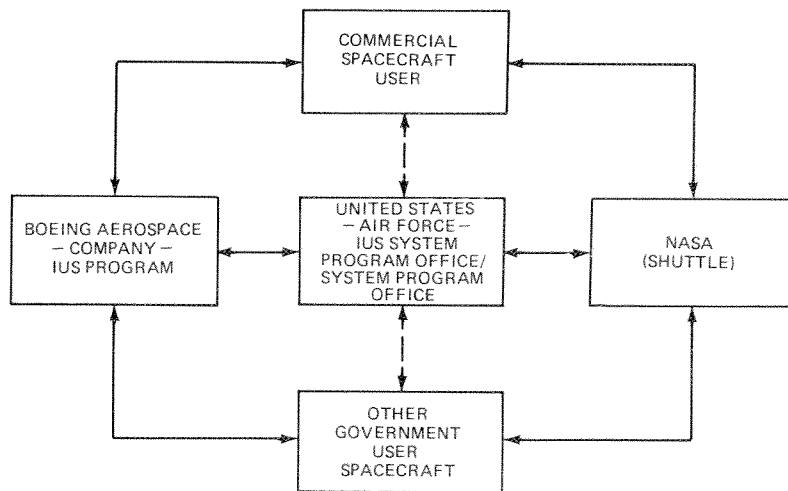 COMMERCIAL
SPACECRAFT
USER
BOEING AEROSPACE
– COMPANY –
IUS PROGRAM
UNITED STATES
– AIR FORCE –
IUS SYSTEM
PROGRAM OFFICE/
SYSTEM PROGRAM
OFFICE
NASA
(SHUTTLE)
OTHER
GOVERNMENT
USER
SPACECRAFT